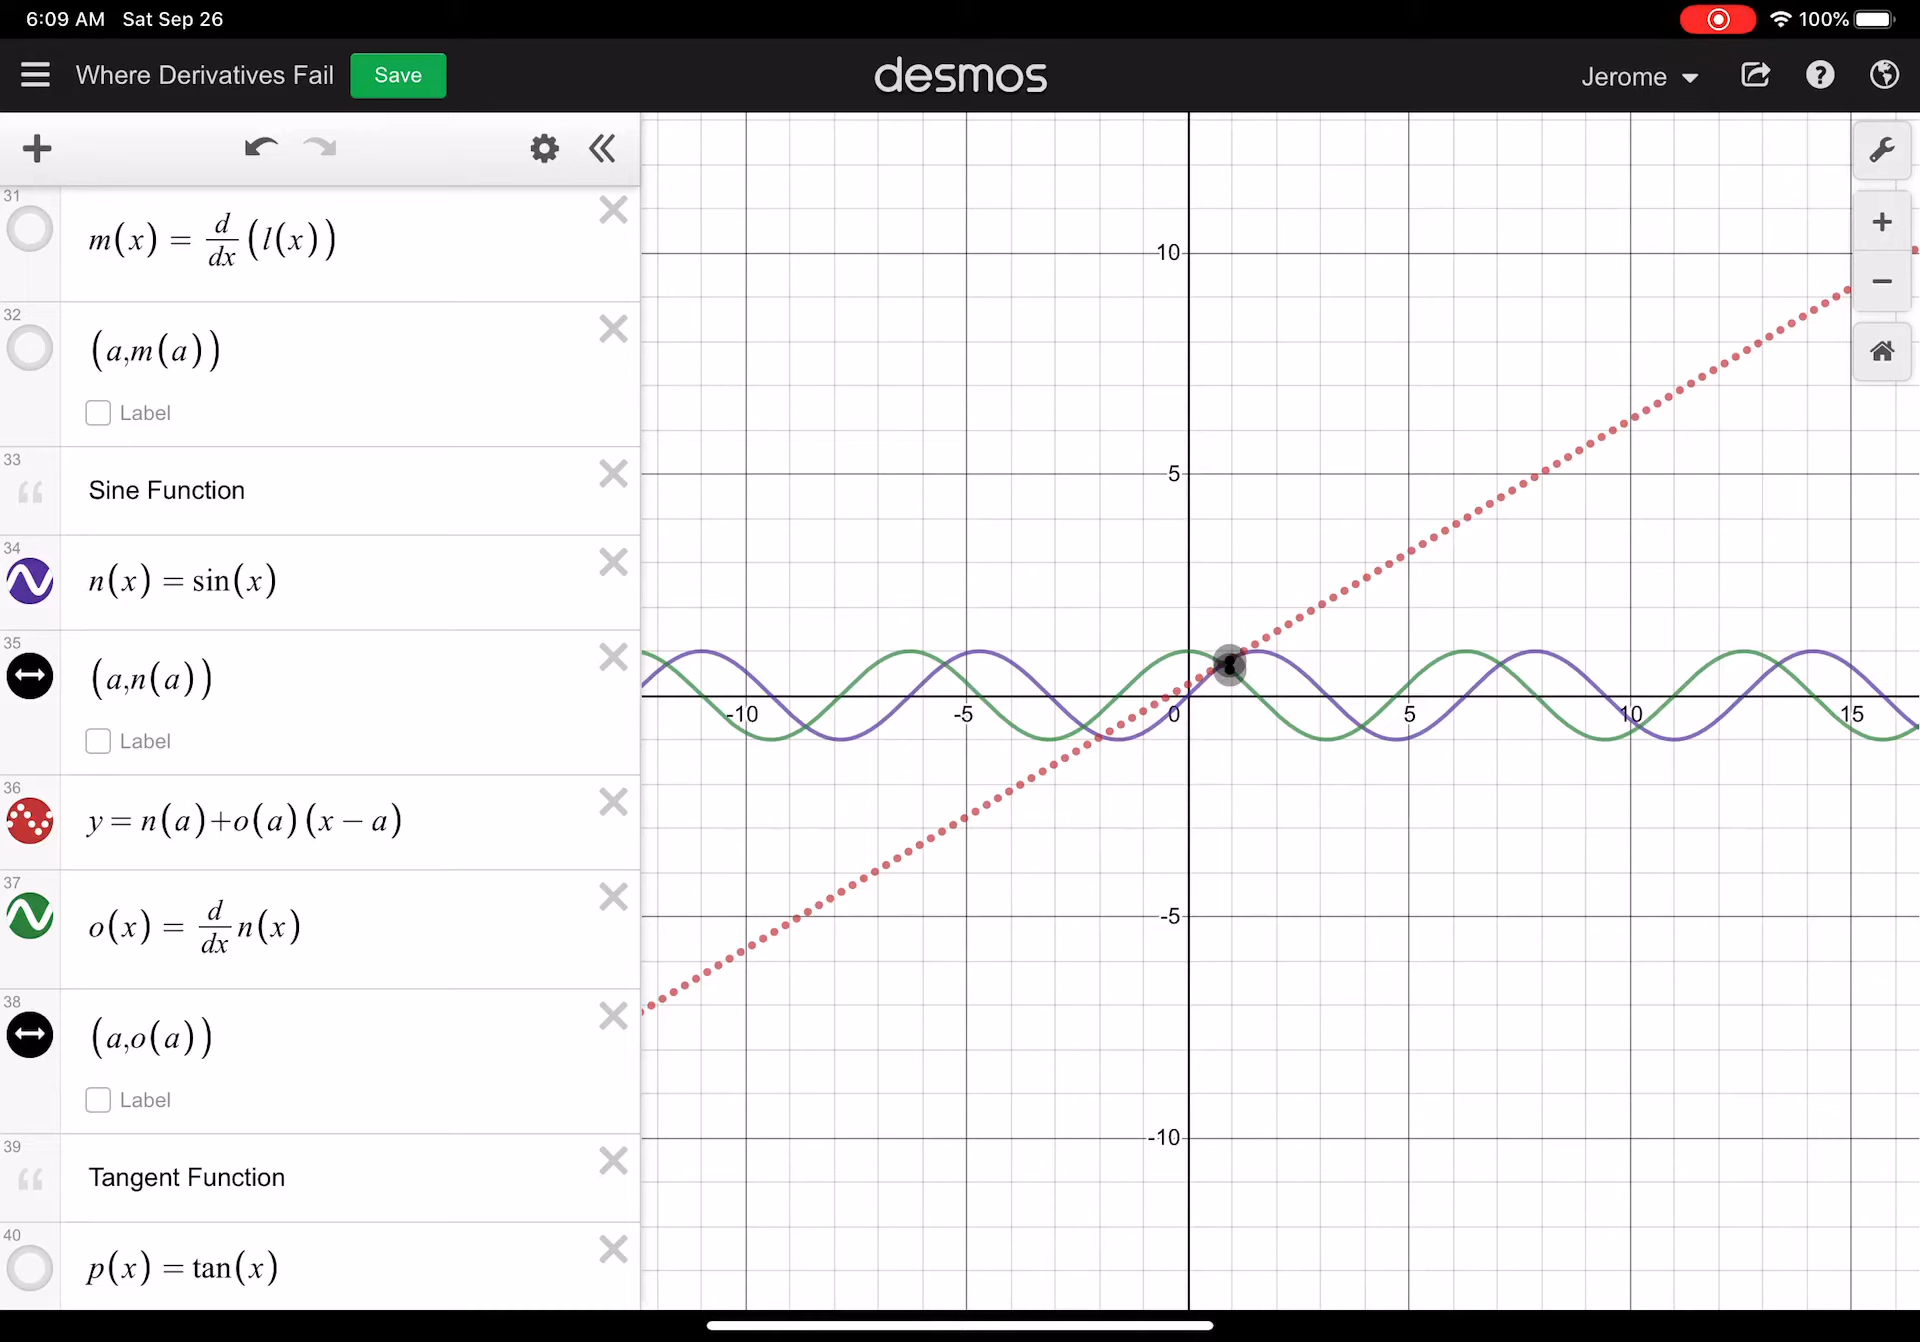 6:09 AM Sat Sep 26
100%
Where Derivatives Fail
Save
desmos
Jerome
31
m(x) = d/dx (l(x))
32
(a,m(a))
Label
33
Sine Function
34
n(x) = sin(x)
35
(a,n(a))
Label
36
y = n(a)+o(a)(x − a)
37
o(x) = d/dx n(x)
38
(a,o(a))
Label
39
Tangent Function
40
p(x) = tan(x)
10
5
-10
-5
0
5
10
15
-5
-10